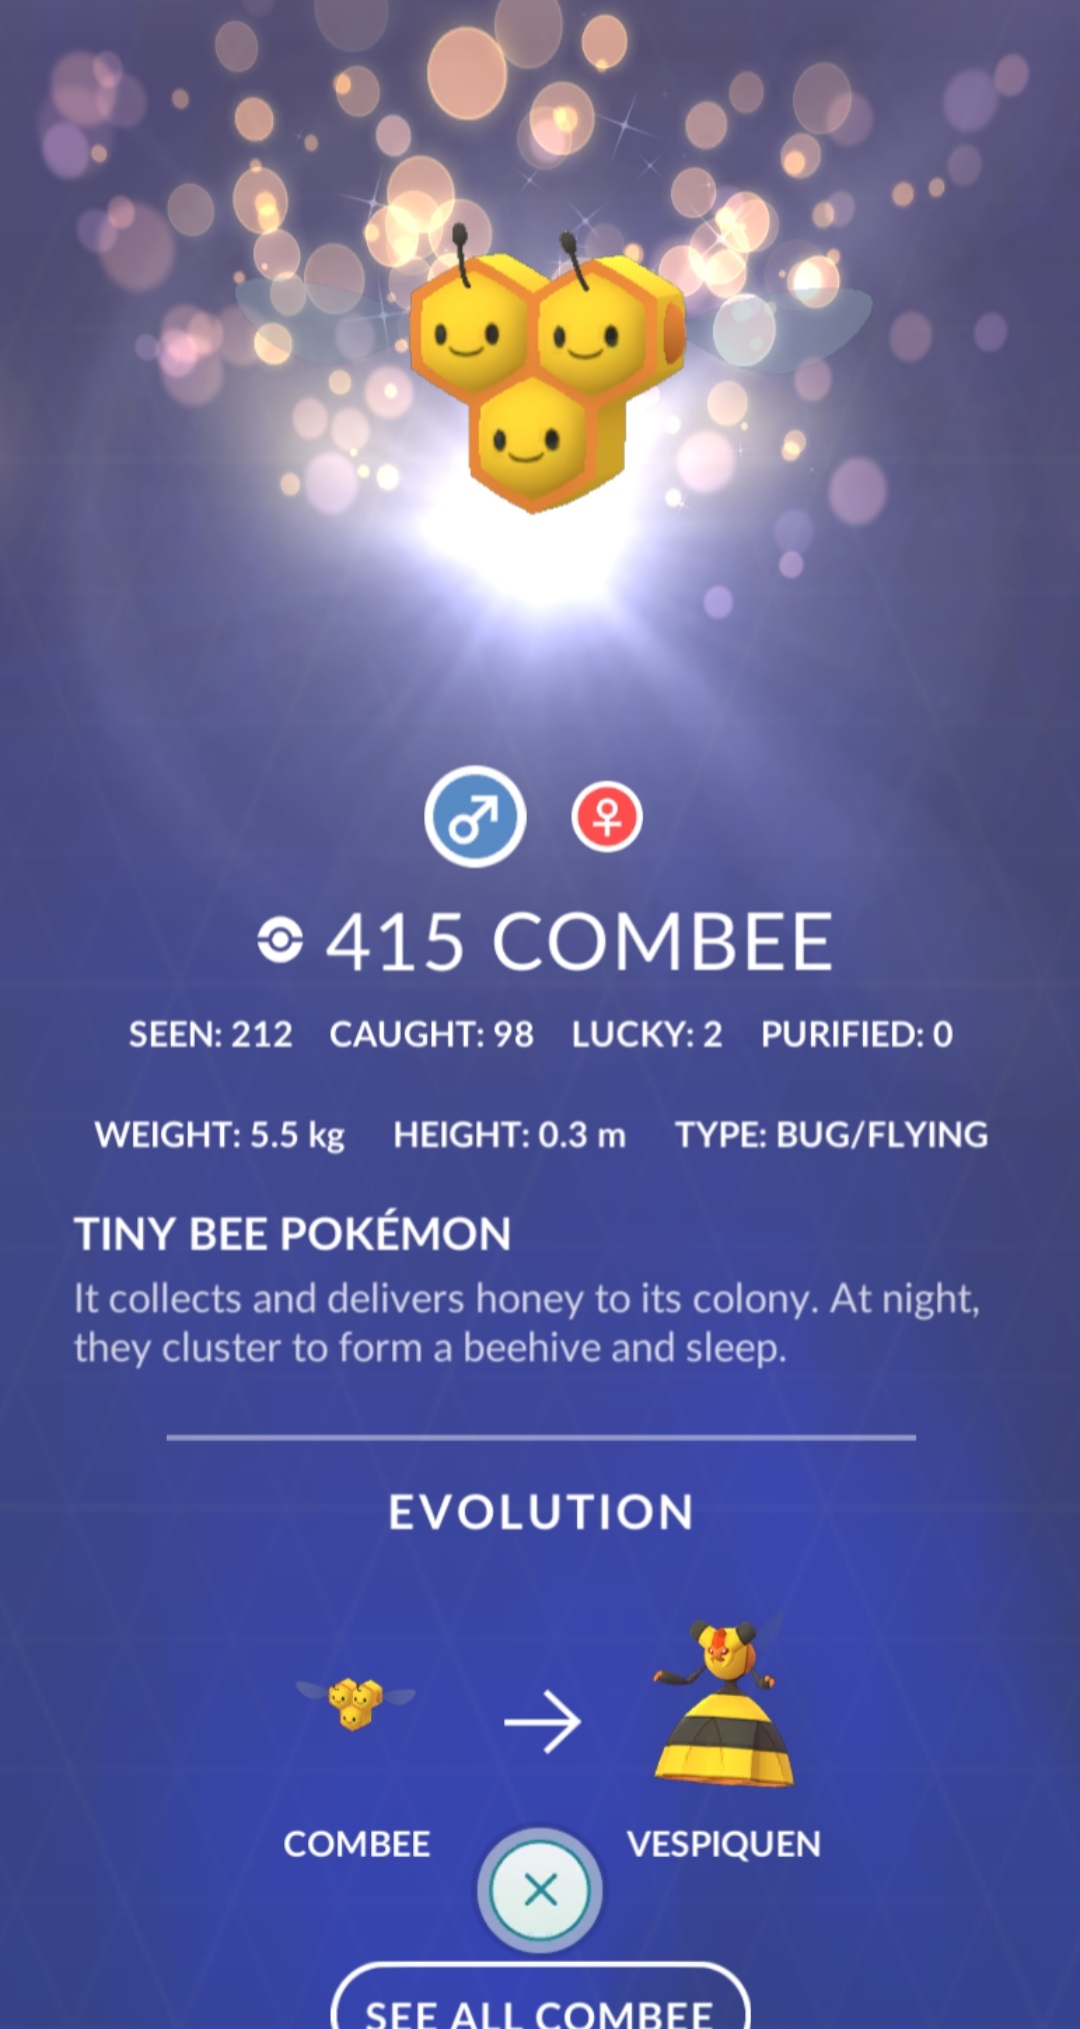 415 COMBEE
SEEN: 212 CAUGHT: 98 LUCKY: 2 PURIFIED: 0
WEIGHT: 5.5 kg HEIGHT: 0.3 m TYPE: BUG/FLYING
TINY BEE POKÉMON
It collects and delivers honey to its colony. At night,
they cluster to form a beehive and sleep.
EVOLUTION
COMBEE VESPIQUEN
SEE ALL COMBEE